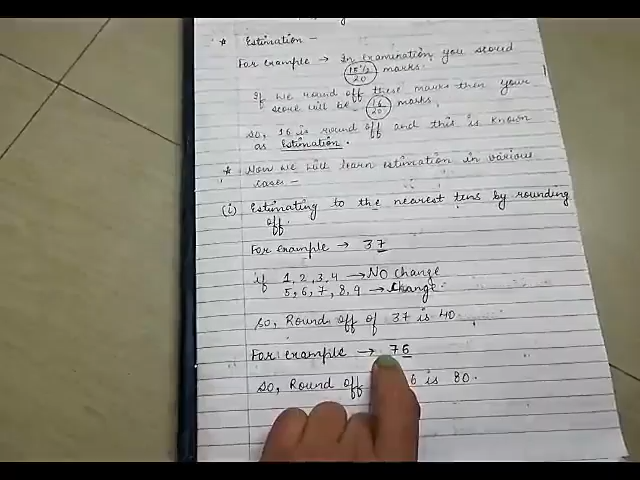 * Estimation -
For example → In examination you scored
15½/20 marks.
if we round off these marks then your
score will be - 16/20 marks.
so, 16 is round off and this is known
as Estimation.
* Now we will learn estimation in various
cases -
(i) Estimating to the nearest tens by rounding
off.
For example → 37
if 1, 2, 3, 4 → No change
5, 6, 7, 8, 9 → change.
so, Round off of 37 is 40
For example → 76
so, Round off 6 is 80.